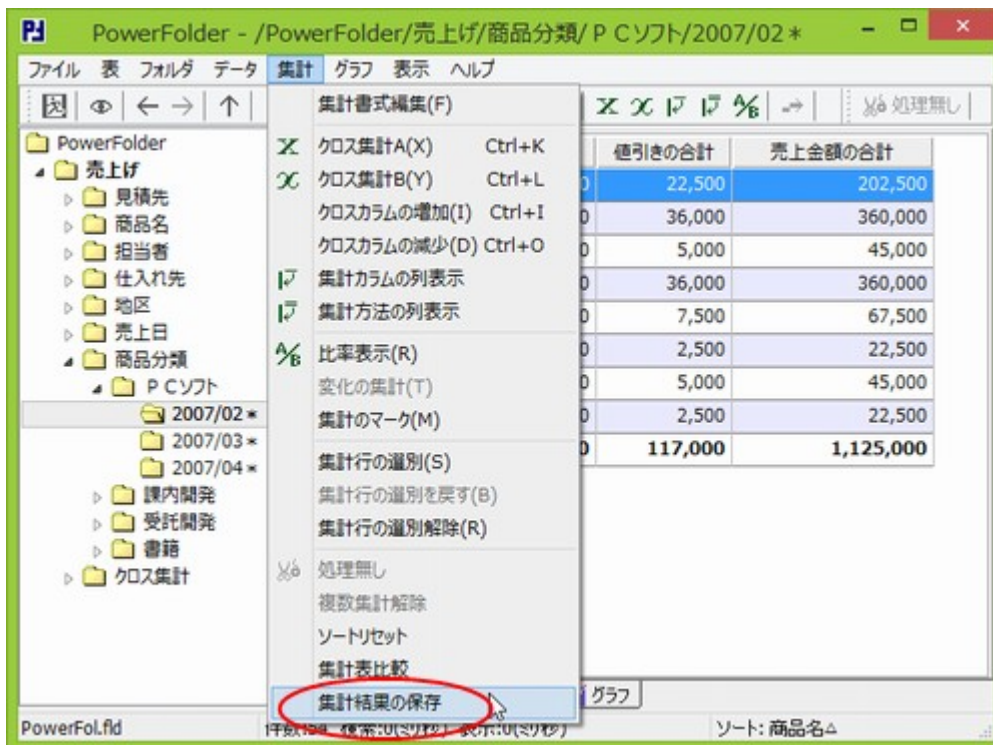 PowerFolder - /PowerFolder/売上げ/商品分類/ＰＣソフト/2007/02 *
ファイル 表 フォルダ データ 集計 グラフ 表示 ヘルプ
処理無し
PowerFolder
売上げ
見積先
商品名
担当者
仕入れ先
地区
売上日
商品分類
ＰＣソフト
2007/02 *
2007/03 *
2007/04 *
課内開発
受託開発
書籍
クロス集計
集計書式編集(F)
クロス集計A(X) Ctrl+K
クロス集計B(Y) Ctrl+L
クロスカラムの増加(I) Ctrl+I
クロスカラムの減少(D) Ctrl+O
集計カラムの列表示
集計方法の列表示
比率表示(R)
変化の集計(T)
集計のマーク(M)
集計行の選別(S)
集計行の選別を戻す(B)
集計行の選別解除(R)
処理無し
複数集計解除
ソートリセット
集計表比較
集計結果の保存
値引きの合計 売上金額の合計
0 22,500 202,500
0 36,000 360,000
0 5,000 45,000
0 36,000 360,000
0 7,500 67,500
0 2,500 22,500
0 5,000 45,000
0 2,500 22,500
0 117,000 1,125,000
グラフ
PowerFol.fld
ソート: 商品名△